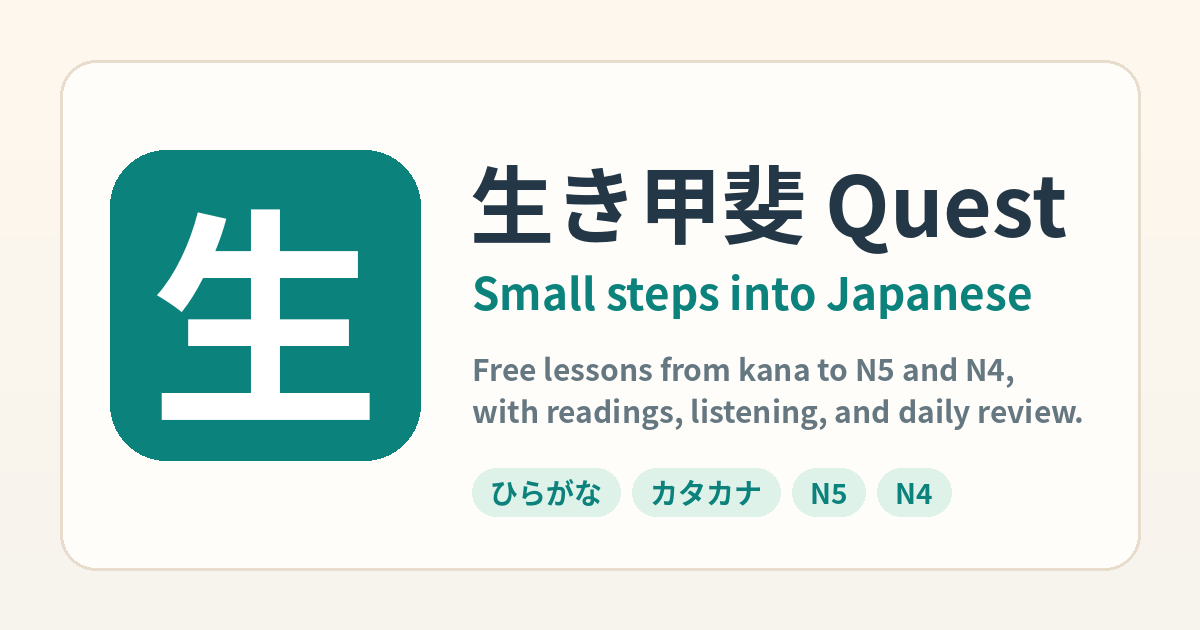 生
生き甲斐 Quest
Small steps into Japanese
Free lessons from kana to N5 and N4,
with readings, listening, and daily review.
ひらがな カタカナ N5 N4